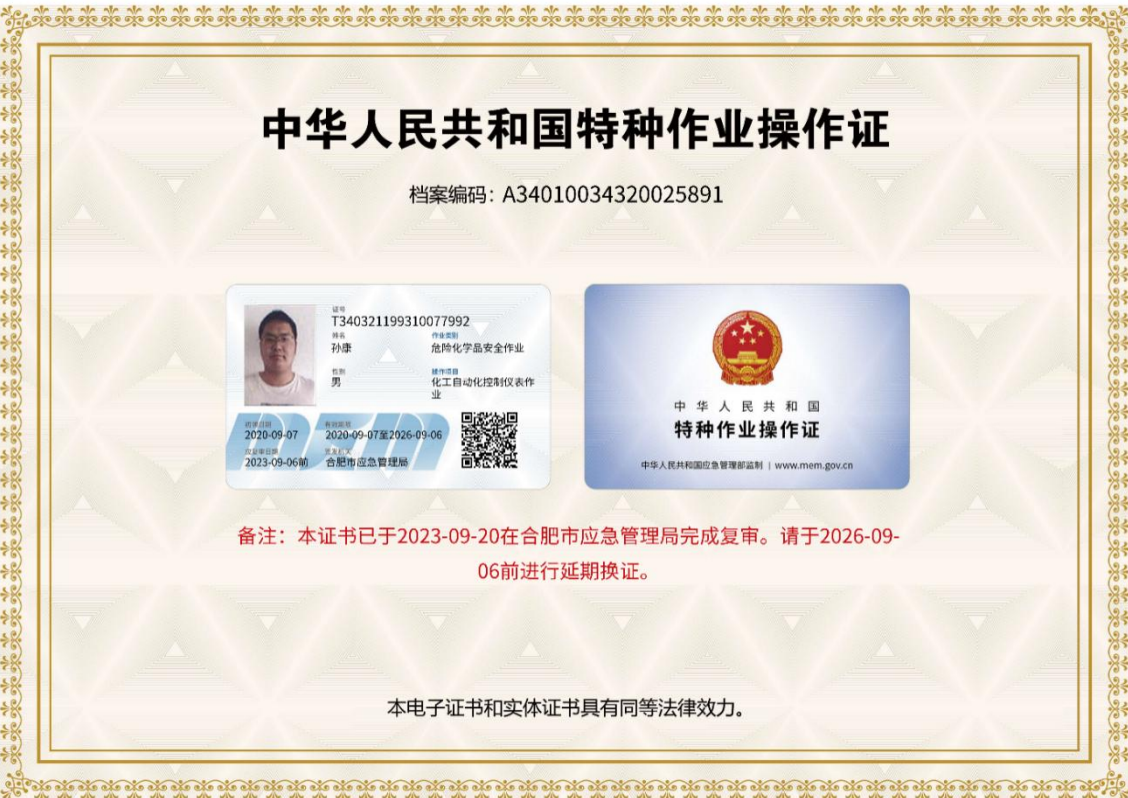 中华人民共和国特种作业操作证
档案编码：A34010034320025891
证号
T340321199310077992
姓名
孙康
作业类别
危险化学品安全作业
性别
男
操作项目
化工自动化控制仪表作
业
初领日期
2020-09-07
有效期限
2020-09-07至2026-09-06
应复审日期
2023-09-06前
签发机关
合肥市应急管理局
中华人民共和国
特种作业操作证
中华人民共和国应急管理部监制 | www.mem.gov.cn
备注：本证书已于2023-09-20在合肥市应急管理局完成复审。请于2026-09-
06前进行延期换证。
本电子证书和实体证书具有同等法律效力。